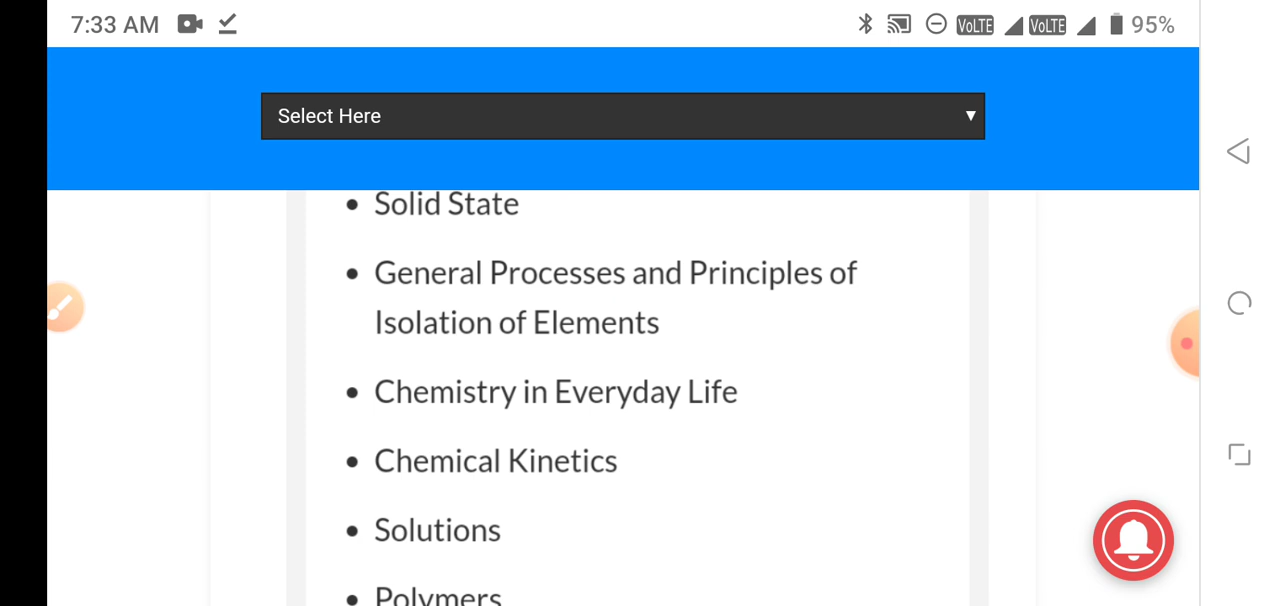 7:33 AM VoLTE VoLTE 95%
Select Here
Solid State
General Processes and Principles of
Isolation of Elements
Chemistry in Everyday Life
Chemical Kinetics
Solutions
Polymers